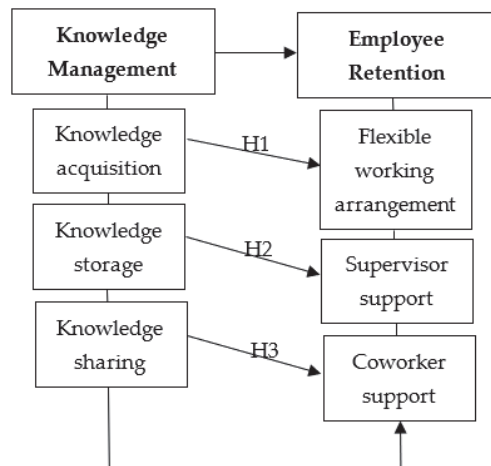 Knowledge
Management
Employee
Retention
Knowledge
acquisition
H1
Flexible
working
arrangement
Knowledge
storage
H2
Supervisor
support
Knowledge
sharing
H3
Coworker
support